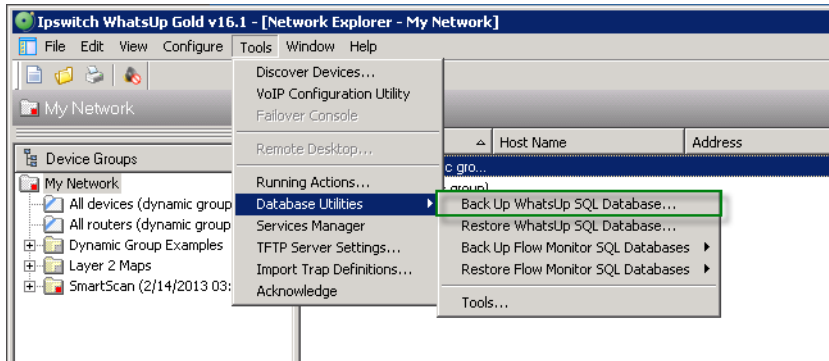 Ipswitch WhatsUp Gold v16.1 - [Network Explorer - My Network]
File Edit View Configure Tools Window Help
Discover Devices...
VoIP Configuration Utility
Failover Console
Remote Desktop...
Running Actions...
Database Utilities
Services Manager
TFTP Server Settings...
Import Trap Definitions...
Acknowledge
My Network
Device Groups
My Network
All devices (dynamic group
All routers (dynamic group
Dynamic Group Examples
Layer 2 Maps
SmartScan (2/14/2013 03:
Host Name Address
c gro...
group)
Back Up WhatsUp SQL Database...
Restore WhatsUp SQL Database...
Back Up Flow Monitor SQL Databases
Restore Flow Monitor SQL Databases
Tools...